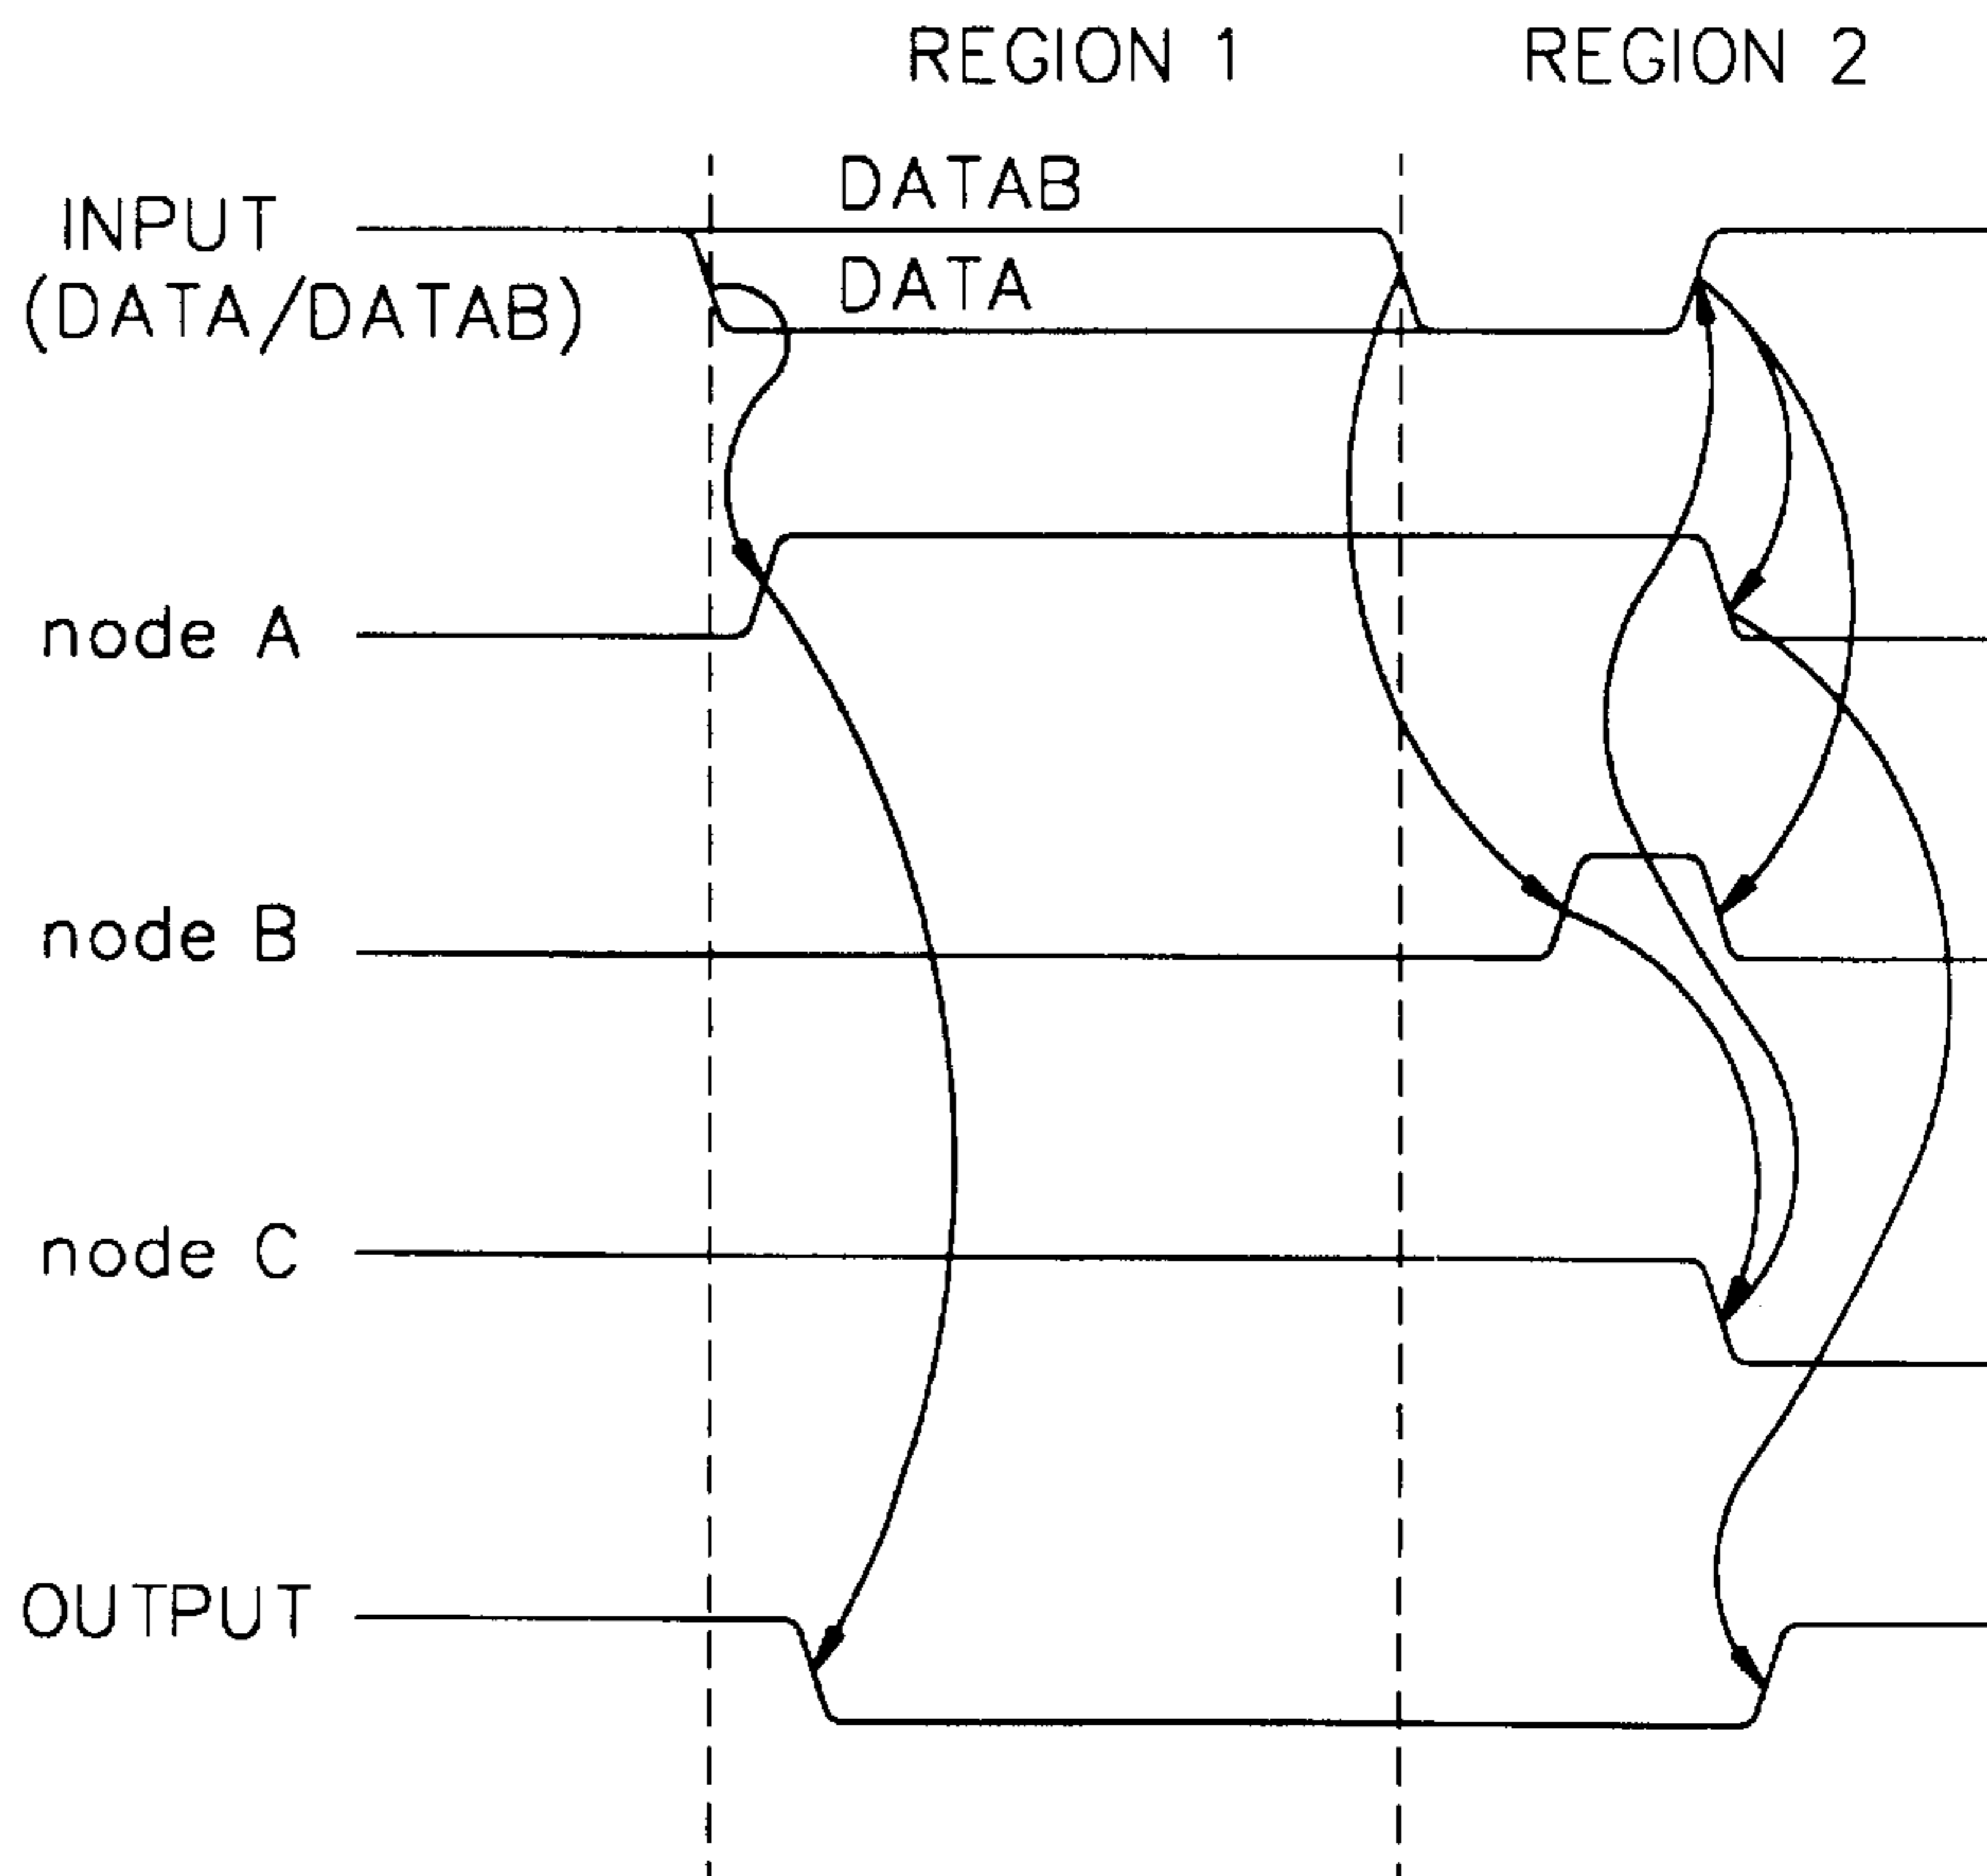 REGION 1 REGION 2
DATAB
INPUT
DATA
(DATA/DATAB)
node A
node B
node C
OUTPUT